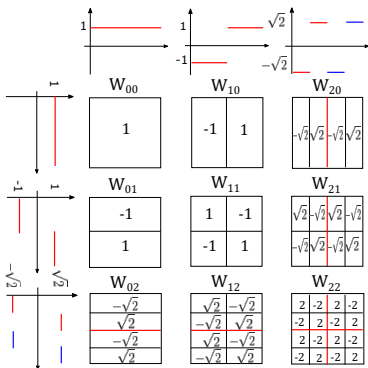 1 1 √2
-1 -√2
W00 W10 W20
1
1 -1 1 -√2 √2 -√2 √2
W01 W11 W21
-1 1
-1 1 -1 √2 -√2 √2 -√2
1 -1 1 -√2 √2 -√2 √2
W02 W12 W22
-√2 √2
-√2 √2 -√2 2 -2 2 -2
√2 -√2 √2 -2 2 -2 2
-√2 √2 -√2 2 -2 2 -2
√2 -√2 √2 -2 2 -2 2